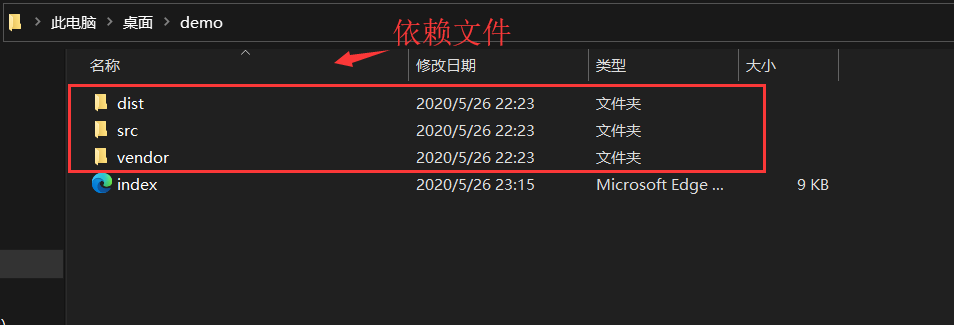 此电脑 > 桌面 > demo
依赖文件
名称 修改日期 类型 大小
dist 2020/5/26 22:23 文件夹
src 2020/5/26 22:23 文件夹
vendor 2020/5/26 22:23 文件夹
index 2020/5/26 23:15 Microsoft Edge ... 9 KB
)